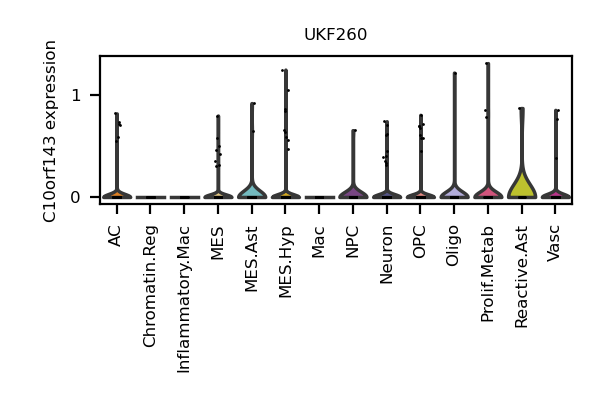 UKF260
C10orf143 expression
1
0
AC
Chromatin.Reg
Inflammatory.Mac
MES
MES.Ast
MES.Hyp
Mac
NPC
Neuron
OPC
Oligo
Prolif.Metab
Reactive.Ast
Vasc